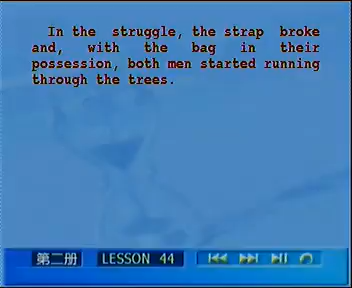 In the struggle, the strap broke
and, with the bag in their
possession, both men started running
through the trees.
第二册 LESSON 44